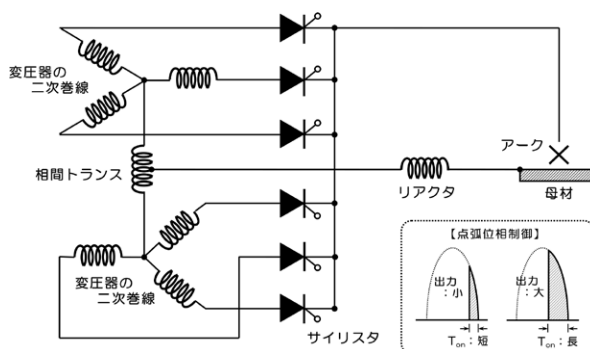 変圧器の
二次巻線
相間トランス
変圧器の
二次巻線
サイリスタ
リアクタ
アーク
母材
【点弧位相制御】
出力
:小
出力
:大
Ton:短
Ton:長